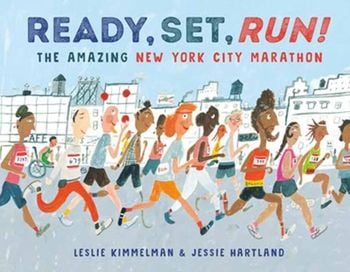 READY, SET, RUN!
THE AMAZING NEW YORK CITY MARATHON
LESLIE KIMMELMAN & JESSIE HARTLAND